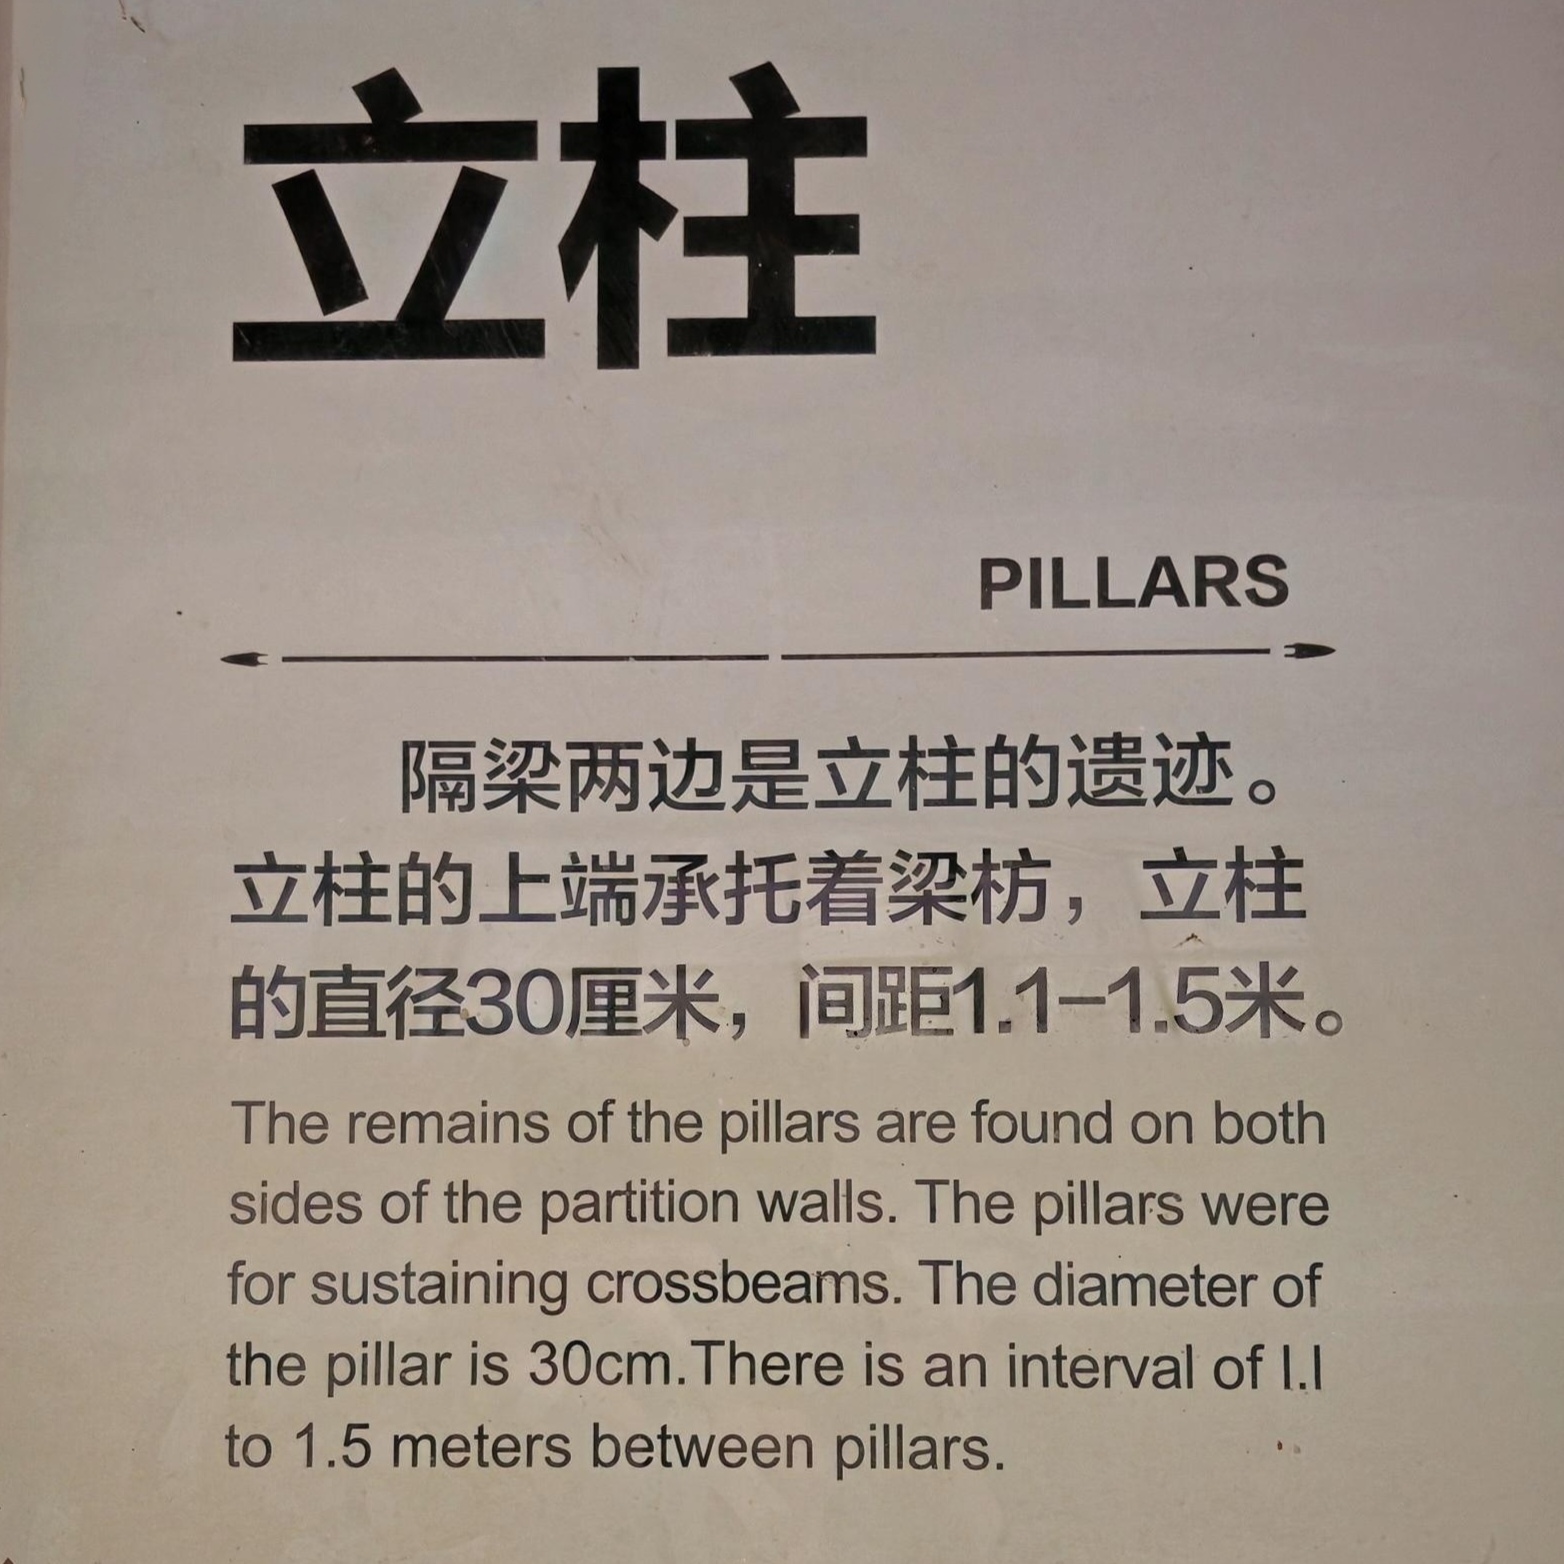 立柱
PILLARS
隔梁两边是立柱的遗迹。
立柱的上端承托着梁枋，立柱
的直径30厘米，间距1.1–1.5米。
The remains of the pillars are found on both
sides of the partition walls. The pillars were
for sustaining crossbeams. The diameter of
the pillar is 30cm.There is an interval of I.I
to 1.5 meters between pillars.